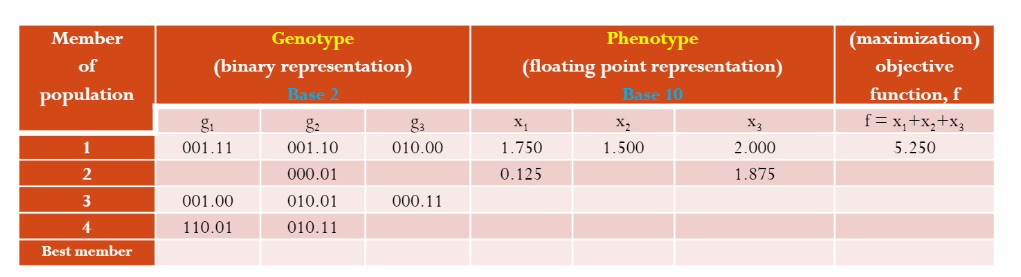 Member of population Genotype (binary representation) Base 2 Phenotype (floating point representation) Base 10 (maximization) objective function, f
g₁ g₂ g₃ x₁ x₂ x₃ f = x₁+x₂+x₃
1 001.11 001.10 010.00 1.750 1.500 2.000 5.250
2 000.01 0.125 1.875
3 001.00 010.01 000.11
4 110.01 010.11
Best member